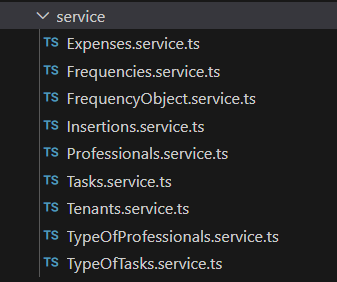 service
TS Expenses.service.ts
TS Frequencies.service.ts
TS FrequencyObject.service.ts
TS Insertions.service.ts
TS Professionals.service.ts
TS Tasks.service.ts
TS Tenants.service.ts
TS TypeOfProfessionals.service.ts
TS TypeOfTasks.service.ts